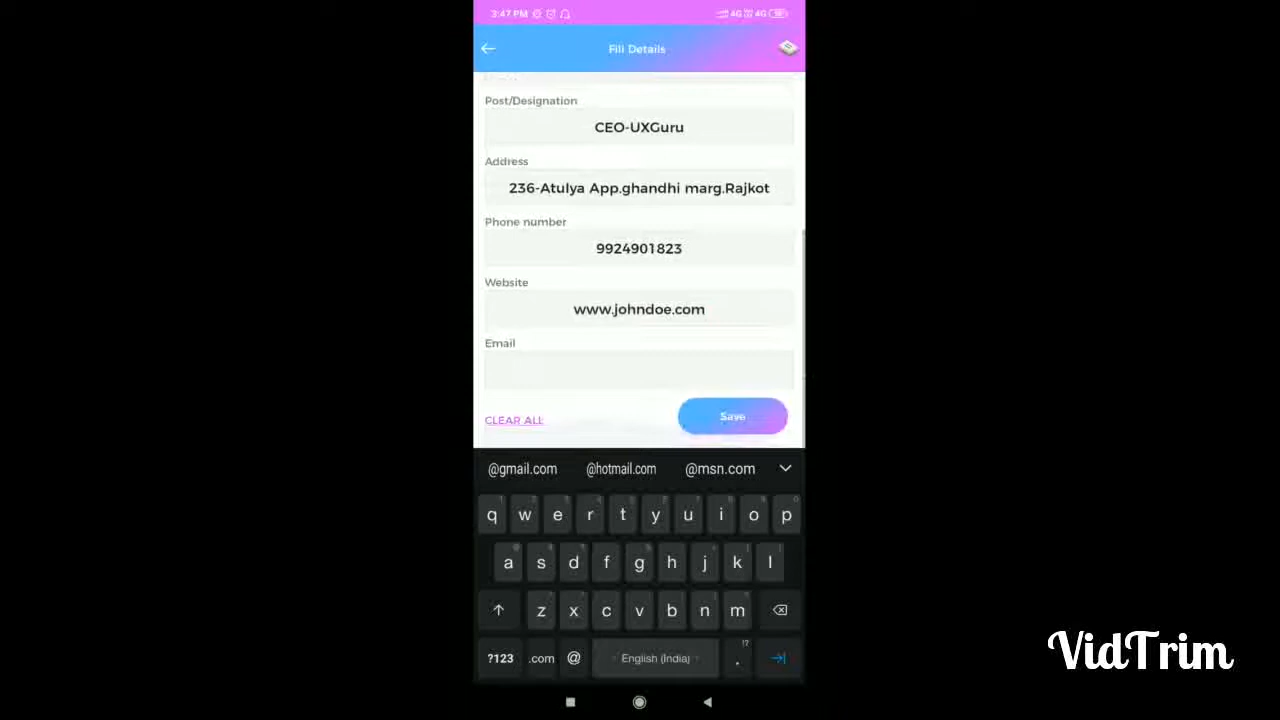 3:47 PM 4G 4G
Fill Details
Post/Designation
CEO-UXGuru
Address
236-Atulya App.ghandhi marg.Rajkot
Phone number
9924901823
Website
www.johndoe.com
Email
CLEAR ALL
Save
@gmail.com @hotmail.com @msn.com
q w e r t y u i o p
a s d f g h j k l
z x c v b n m
?123 .com @ English (India) . !?
VidTrim